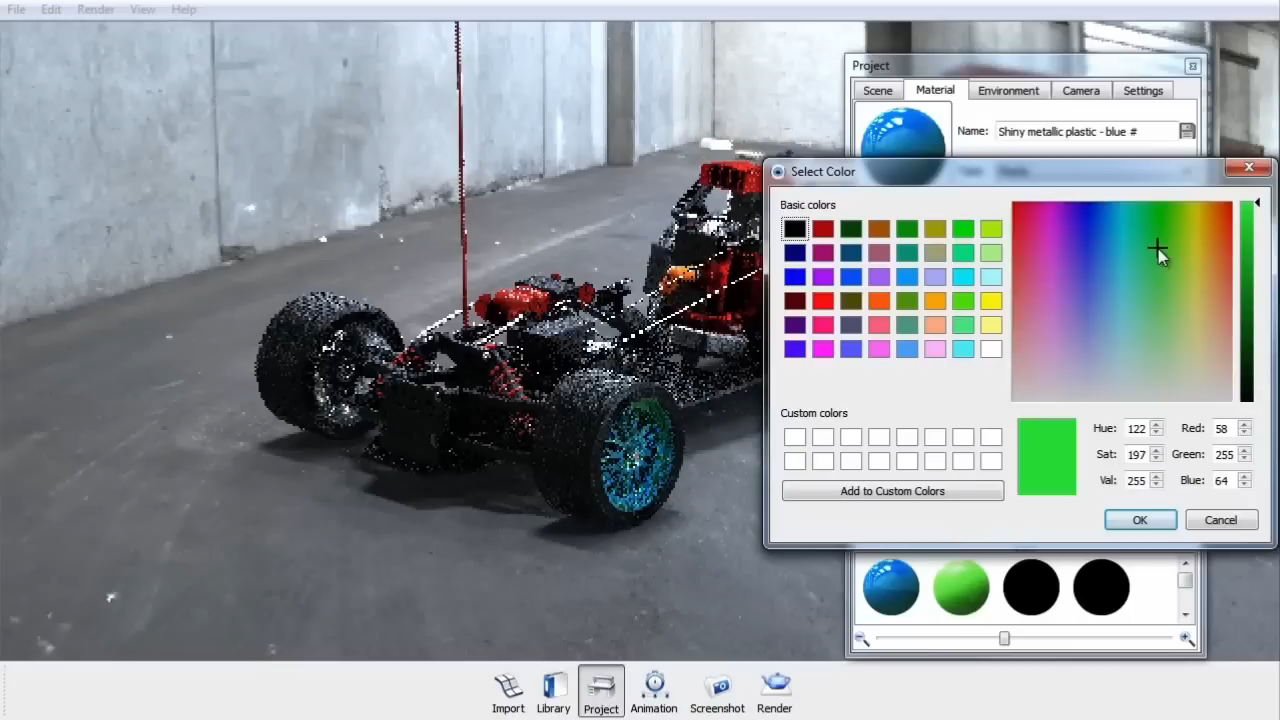 File Edit Render View Help
Project
Scene Material Environment Camera Settings
Name: Shiny metallic plastic - blue #
Select Color
Basic colors
Custom colors
Hue: 122 Red: 58
Sat: 197 Green: 255
Val: 255 Blue: 64
Add to Custom Colors
OK Cancel
Import Library Project Animation Screenshot Render